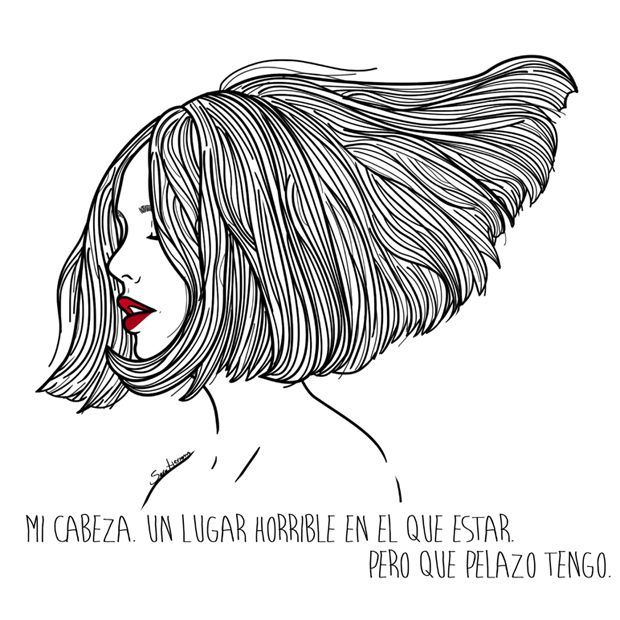 MI CABEZA. UN LUGAR HORRIBLE EN EL QUE ESTAR.
PERO QUE PELAZO TENGO.